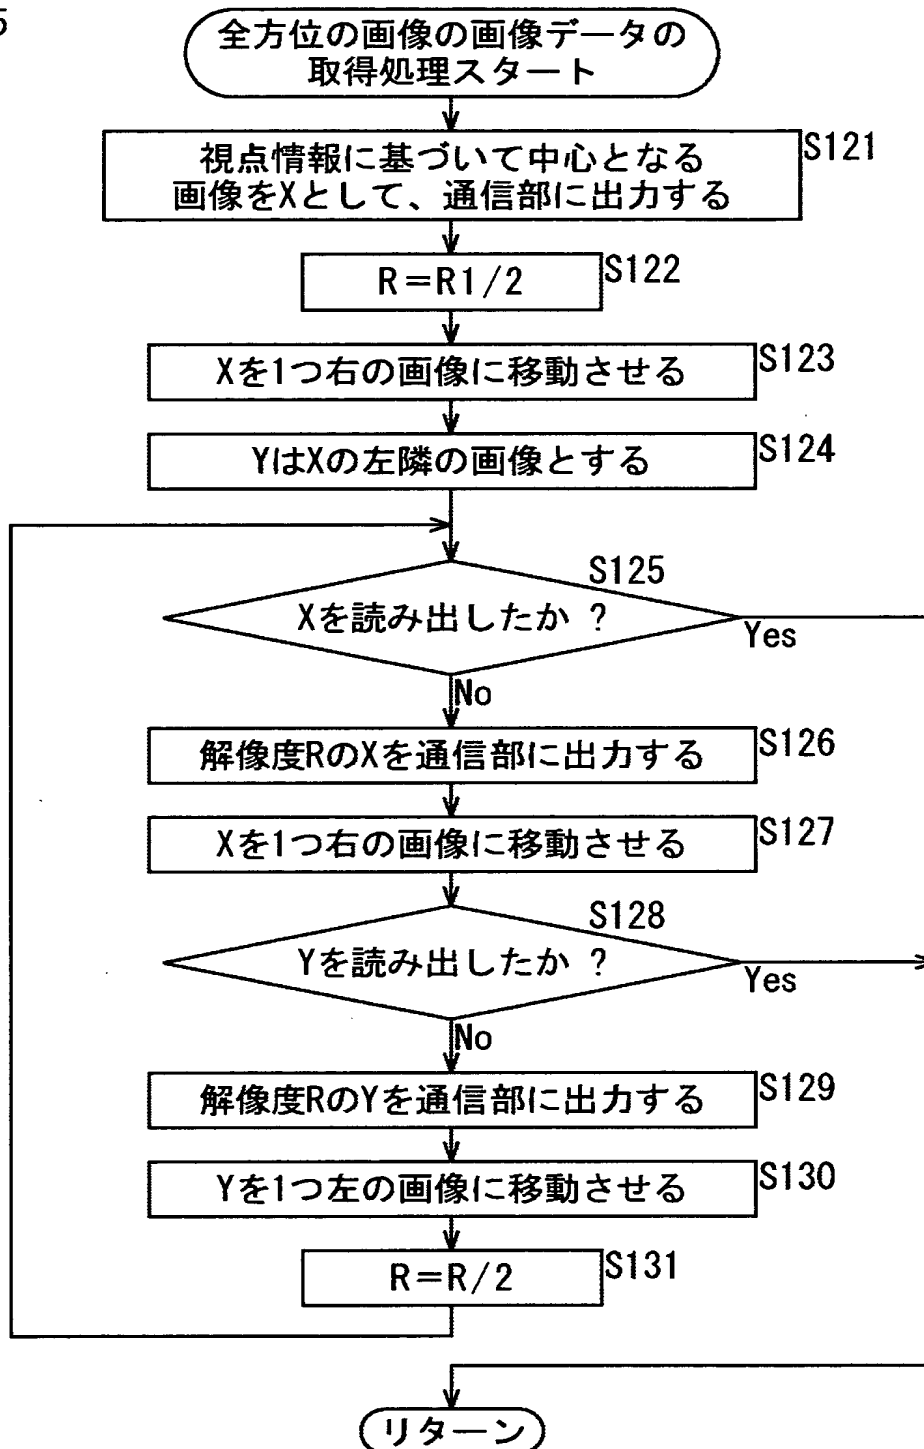 5
全方位の画像の画像データの
取得処理スタート
視点情報に基づいて中心となる
画像をXとして、通信部に出力する
S121
R=R1/2
S122
Xを1つ右の画像に移動させる
S123
YはXの左隣の画像とする
S124
S125
Xを読み出したか ?
Yes
No
解像度RのXを通信部に出力する
S126
Xを1つ右の画像に移動させる
S127
S128
Yを読み出したか ?
Yes
No
解像度RのYを通信部に出力する
S129
Yを1つ左の画像に移動させる
S130
R=R/2
S131
リターン